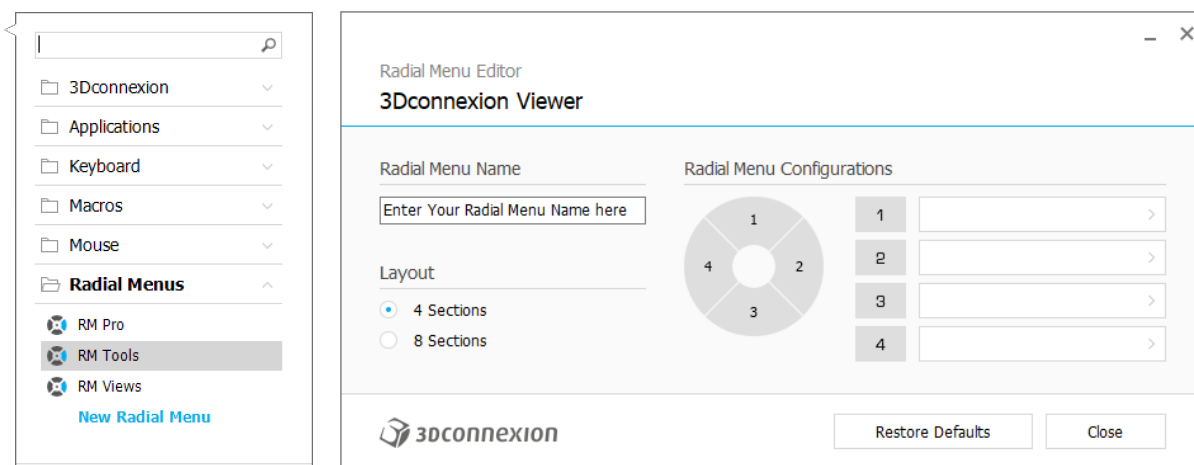 3Dconnexion
Applications
Keyboard
Macros
Mouse
Radial Menus
RM Pro
RM Tools
RM Views
New Radial Menu
Radial Menu Editor
3Dconnexion Viewer
Radial Menu Name
Enter Your Radial Menu Name here
Layout
4 Sections
8 Sections
Radial Menu Configurations
1
4 2
3
1
2
3
4
3Dconnexion
Restore Defaults Close